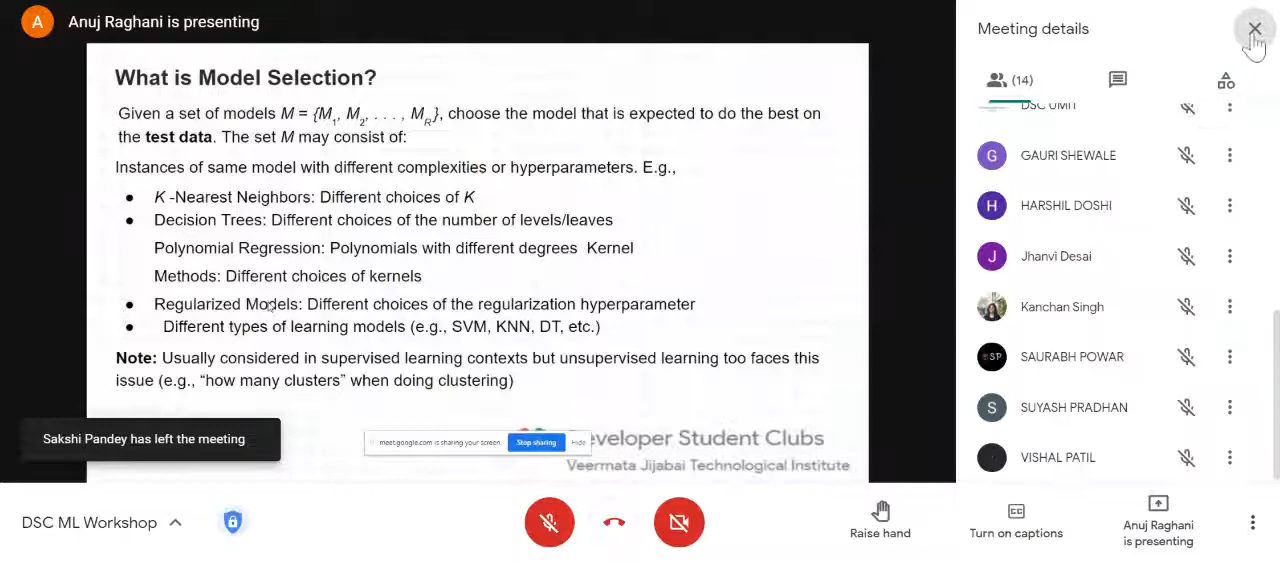 A Anuj Raghani is presenting
What is Model Selection?
Given a set of models M = {M1, M2, . . . , MR}, choose the model that is expected to do the best on
the test data. The set M may consist of:
Instances of same model with different complexities or hyperparameters. E.g.,
● K -Nearest Neighbors: Different choices of K
● Decision Trees: Different choices of the number of levels/leaves
Polynomial Regression: Polynomials with different degrees Kernel
Methods: Different choices of kernels
● Regularized Models: Different choices of the regularization hyperparameter
● Different types of learning models (e.g., SVM, KNN, DT, etc.)
Note: Usually considered in supervised learning contexts but unsupervised learning too faces this
issue (e.g., “how many clusters” when doing clustering)
Sakshi Pandey has left the meeting
meet.google.com is sharing your screen. Stop sharing Hide
eveloper Student Clubs
Veermata Jijabai Technological Institute
Meeting details
(14)
DSC UMIT
G GAURI SHEWALE
H HARSHIL DOSHI
J Jhanvi Desai
Kanchan Singh
SP SAURABH POWAR
S SUYASH PRADHAN
VISHAL PATIL
DSC ML Workshop
Raise hand
CC
Turn on captions
Anuj Raghani
is presenting